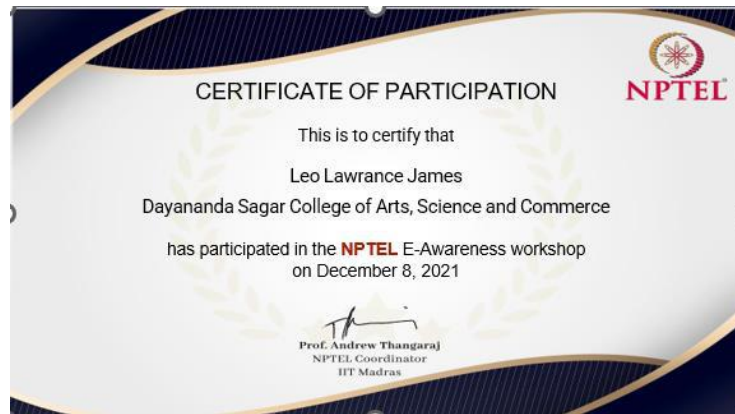 NPTEL
CERTIFICATE OF PARTICIPATION
This is to certify that
Leo Lawrance James
Dayananda Sagar College of Arts, Science and Commerce
has participated in the NPTEL E-Awareness workshop
on December 8, 2021
Prof. Andrew Thangaraj
NPTEL Coordinator
IIT Madras